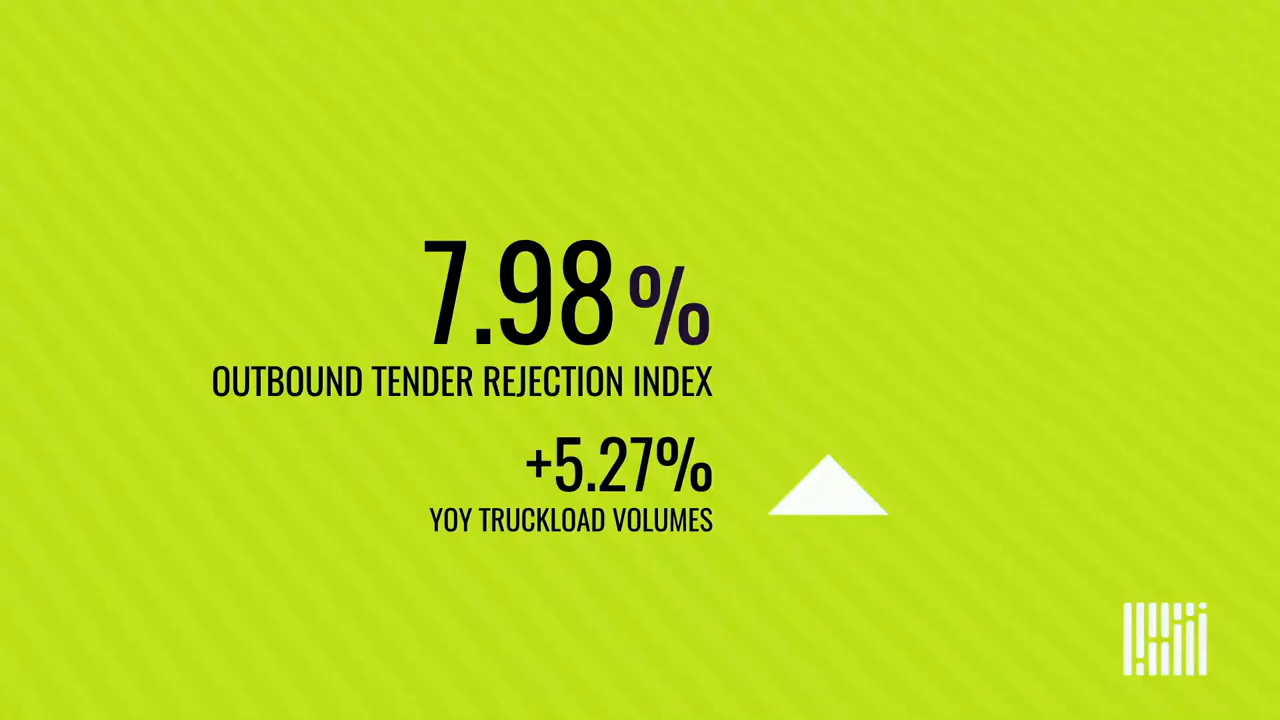 7.98%
OUTBOUND TENDER REJECTION INDEX
+5.27%
YOY TRUCKLOAD VOLUMES